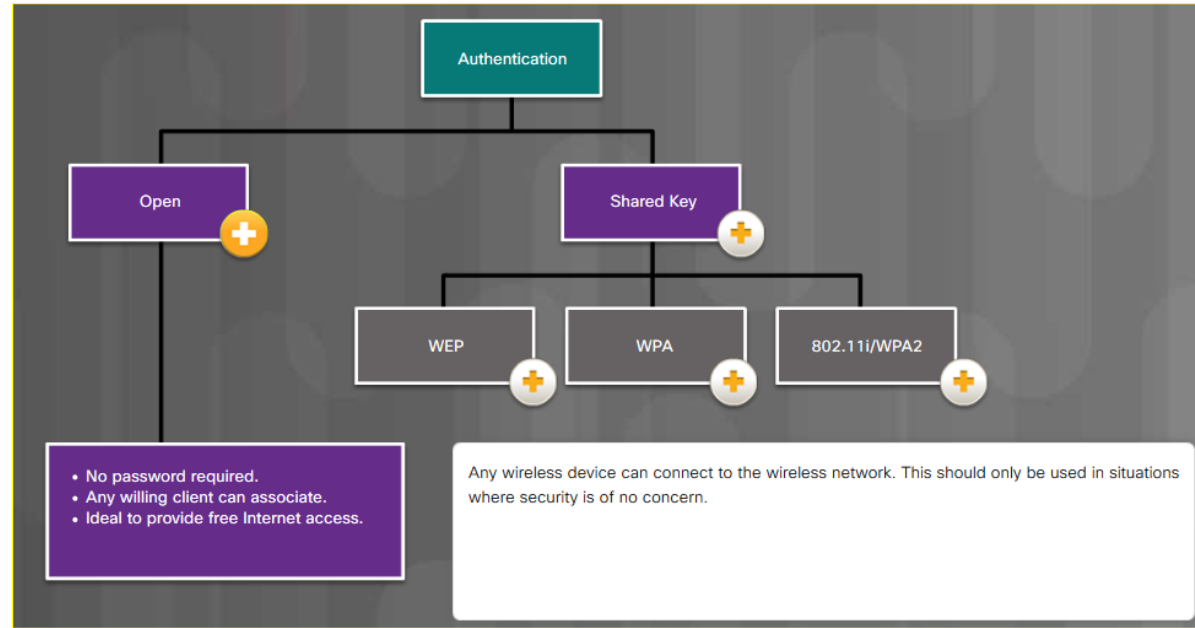 Authentication
Open
Shared Key
WEP
WPA
802.11i/WPA2
• No password required.
• Any willing client can associate.
• Ideal to provide free Internet access.
Any wireless device can connect to the wireless network. This should only be used in situations
where security is of no concern.